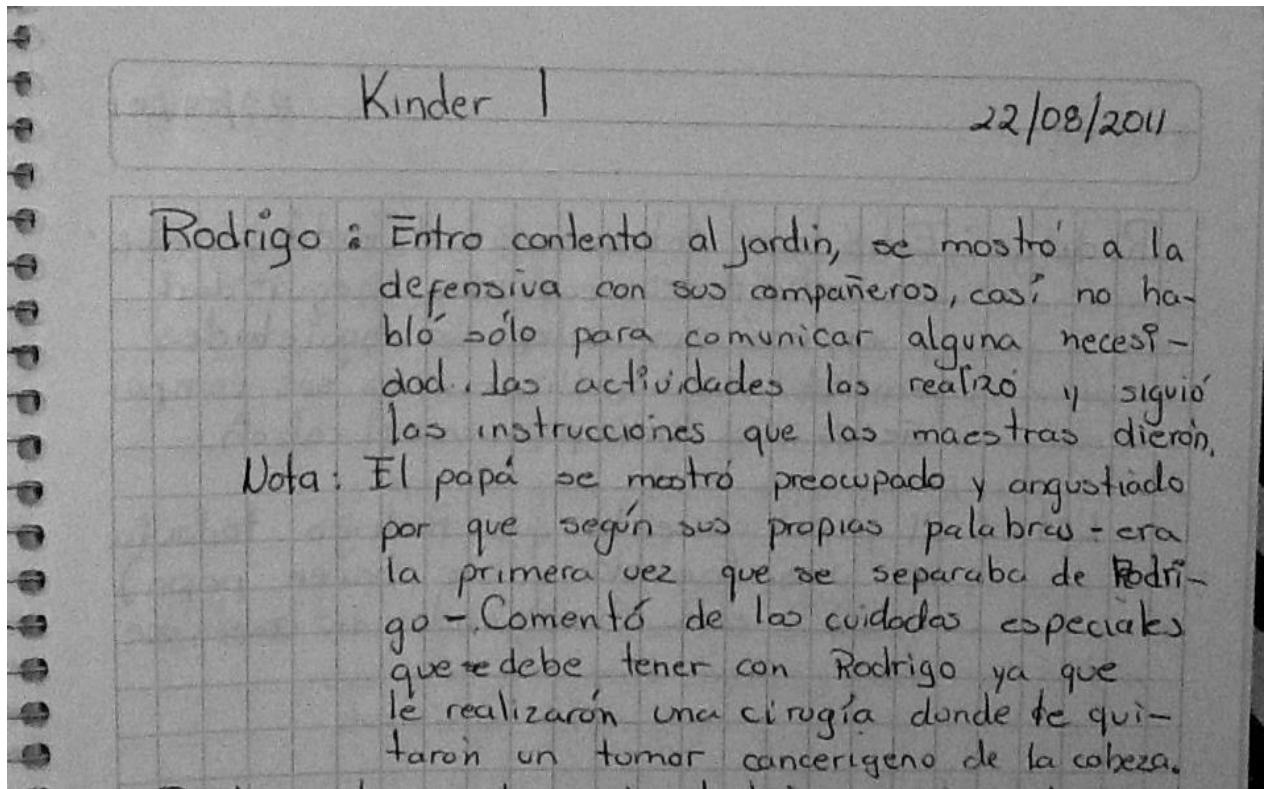 Kinder 1
22/08/2011
Rodrigo: Entro contento al jardin, se mostró a la
defensiva con sus compañeros, casi no ha-
bló sólo para comunicar alguna necesi-
dad. Las actividades las realizó y siguió
las instrucciones que las maestras dierón.
Nota: El papá se mostró preocupado y angustiado
por que según sus propias palabras - era
la primera vez que se separaba de Rodri-
go -. Comentó de los cuidados especiales
que se debe tener con Rodrigo ya que
le realizarón una cirugía donde le qui-
tarón un tumor cancerigeno de la cabeza.